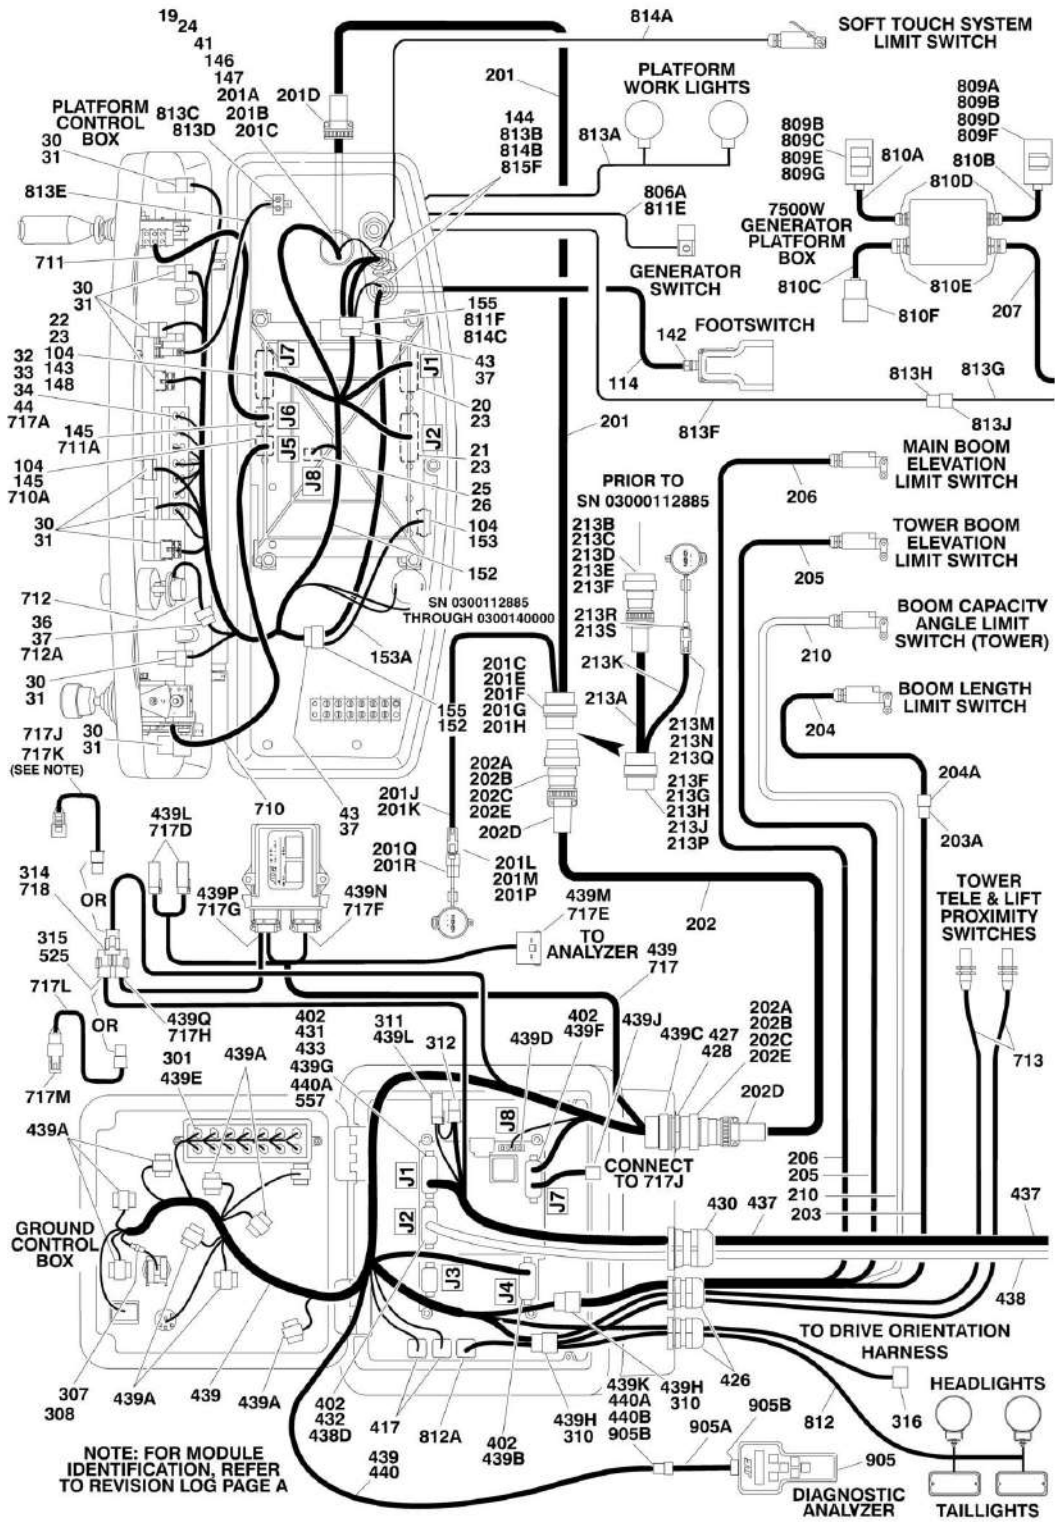 19
24
41
146
147
201A
201B
201C
201D
814A
SOFT TOUCH SYSTEM
LIMIT SWITCH
PLATFORM
CONTROL
BOX
813C
813D
30
31
813E
711
201
PLATFORM
WORK LIGHTS
813A
144
813B
814B
815F
809B
809C
809E
809G
810A
809A
809B
809D
809F
810B
810D
7500W
GENERATOR
PLATFORM
BOX
810C
810E
810F
207
806A
811E
GENERATOR
SWITCH
30
31
22
23
104
32
33
34
44
143
148
717A
145
711A
104
145
710A
30
31
J7
J6
J5
J8
J1
J2
155
811F
814C
43
37
20
23
21
23
25
26
104
153
152
142
FOOTSWITCH
114
201
813F
813H
813G
813J
MAIN BOOM
ELEVATION
LIMIT SWITCH
206
TOWER BOOM
ELEVATION
LIMIT SWITCH
205
BOOM CAPACITY
ANGLE LIMIT
SWITCH (TOWER)
210
BOOM LENGTH
LIMIT SWITCH
204
204A
203A
PRIOR TO
SN 03000112885
213B
213C
213D
213E
213F
213R
213S
213K
213A
213M
213N
213Q
213F
213G
213H
213J
213P
SN 0300112885
THROUGH 0300140000
712
36
37
712A
30
31
717J
717K
(SEE NOTE)
30
31
153A
155
152
710
43
37
201C
201E
201F
201G
201H
202A
202B
202C
202E
202D
201J
201K
201Q
201R
201L
201M
201P
202
439L
717D
314
718
OR
439P
717G
439N
717F
439M
717E
TO
ANALYZER
439
717
TOWER
TELE & LIFT
PROXIMITY
SWITCHES
713
315
525
717L
OR
439Q
717H
717M
301
439E
439A
402
431
433
439G
440A
557
311
439L
312
439D
402
439F
439J
439C
427
428
202A
202B
202C
202E
202D
439A
J8
J1
J2
J3
J4
J7
CONNECT
TO 717J
206
205
210
203
430
437
437
438
GROUND
CONTROL
BOX
307
308
439A
439
439A
402
432
438D
417
812A
402
439B
439H
310
439K
440A
440B
905B
439H
310
426
905B
905A
TO DRIVE ORIENTATION
HARNESS
812
316
HEADLIGHTS
905
DIAGNOSTIC
ANALYZER
TAILLIGHTS
439
440
NOTE: FOR MODULE
IDENTIFICATION, REFER
TO REVISION LOG PAGE A